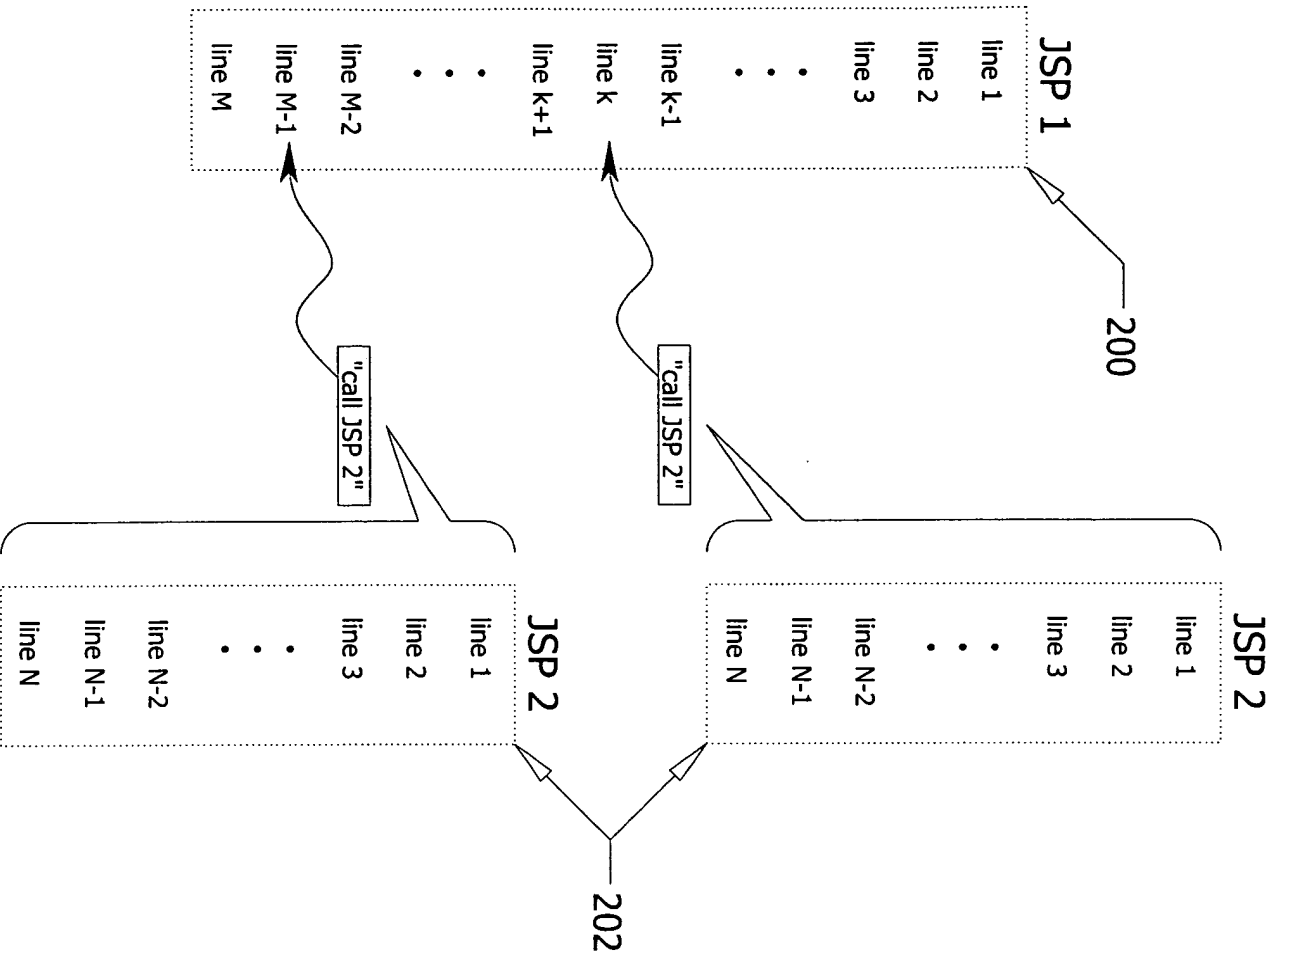 JSP 1
line 1
line 2
line 3
line k-1
line k
line k+1
line M-2
line M-1
line M
200
"call JSP 2"
"call JSP 2"
JSP 2
line 1
line 2
line 3
line N-2
line N-1
line N
JSP 2
line 1
line 2
line 3
line N-2
line N-1
line N
202